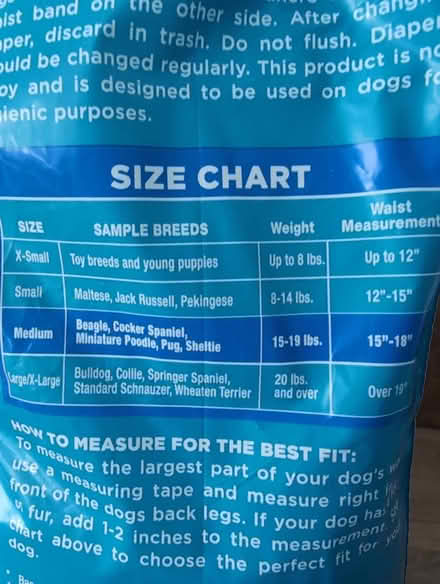 ist band on the other side. After
per, discard in trash. Do not flush. Diaper
ould be changed regularly. This product is no
oy and is designed to be used on dogs fo
ienic purposes.
SIZE CHART
SIZE SAMPLE BREEDS Weight Waist Measurement
X-Small Toy breeds and young puppies Up to 8 lbs. Up to 12"
Small Maltese, Jack Russell, Pekingese 8-14 lbs. 12"-15"
Medium Beagle, Cocker Spaniel, Miniature Poodle, Pug, Sheltie 15-19 lbs. 15"-18"
Large/X-Large Bulldog, Collie, Springer Spaniel, Standard Schnauzer, Wheaten Terrier 20 lbs. and over Over 19"
HOW TO MEASURE FOR THE BEST FIT:
To measure the largest part of your dog's
use a measuring tape and measure right
front of the dogs back legs. If your dog has
fur, add 1-2 inches to the measurement.
chart above to choose the perfect fit for
dog.